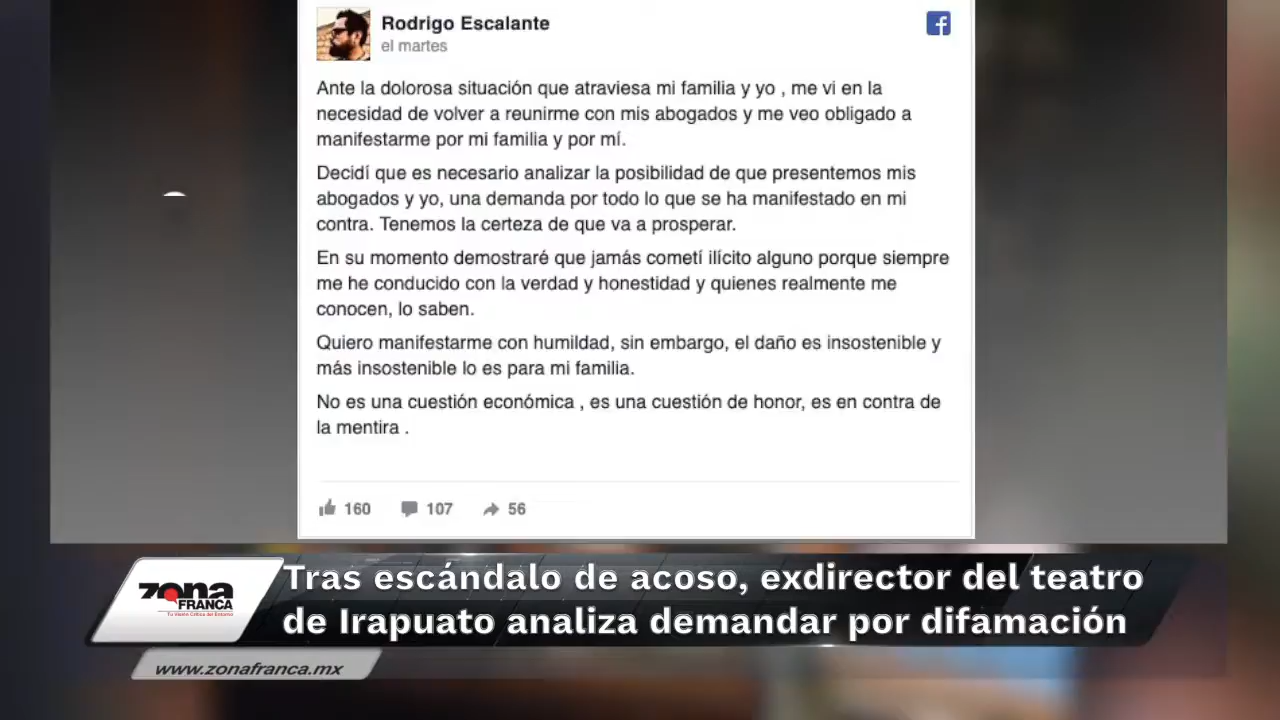 Rodrigo Escalante
el martes
Ante la dolorosa situación que atraviesa mi familia y yo , me vi en la
necesidad de volver a reunirme con mis abogados y me veo obligado a
manifestarme por mi familia y por mí.
Decidí que es necesario analizar la posibilidad de que presentemos mis
abogados y yo, una demanda por todo lo que se ha manifestado en mi
contra. Tenemos la certeza de que va a prosperar.
En su momento demostraré que jamás cometí ilícito alguno porque siempre
me he conducido con la verdad y honestidad y quienes realmente me
conocen, lo saben.
Quiero manifestarme con humildad, sin embargo, el daño es insostenible y
más insostenible lo es para mi familia.
No es una cuestión económica , es una cuestión de honor, es en contra de
la mentira .
160 107 56
Tras escándalo de acoso, exdirector del teatro
de Irapuato analiza demandar por difamación
zona
FRANCA
Tu Visión Crítica del Entorno
www.zonafranca.mx